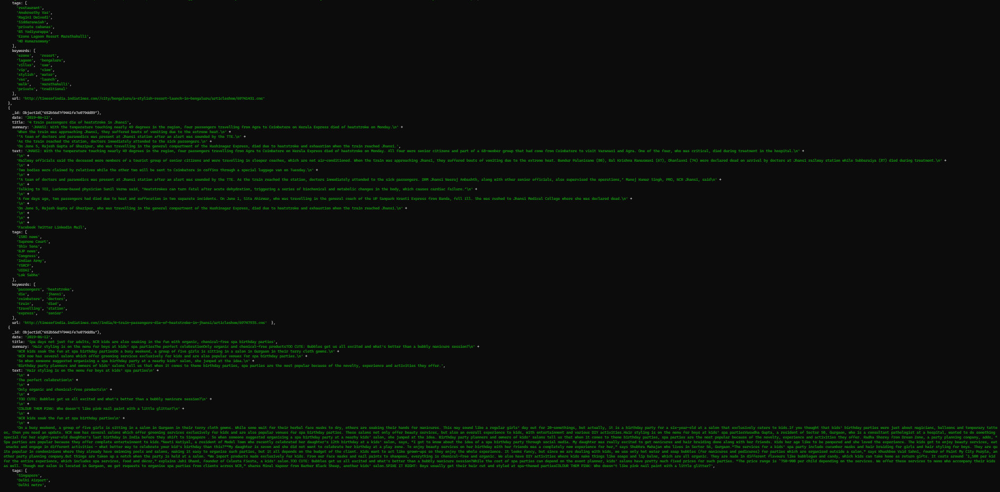 tags: [
'restaurant',
'Anukreethy Vas',
'Ragini Dwivedi',
'Siddaramaiah',
'private cabanas',
'BS Yediyurappa',
'Ezone Lagoon Resort Marathahalli',
'HD Kumaraswamy'
],
keywords: [
'ezone', 'resort',
'lagoon', 'bengaluru',
'villas', 'saw',
'vip', 'view',
'stylish', 'water',
'vas', 'launch',
'walk', 'marathahalli',
'private', 'traditional'
],
url: 'http://timesofindia.indiatimes.com//city/bengaluru/a-stylish-resort-launch-in-bengaluru/articleshow/69741431.cms'
},
{
_id: ObjectId("652b56d7f9441fe7e079dd89"),
date: '2019-06-12',
title: '4 train passengers die of heatstroke in Jhansi',
summary: 'JHANSI: With the temperature touching nearly 49 degrees in the region, four passengers travelling from Agra to Coimbatore on Kerala Express died of heatstroke on Monday.\n' +
'When the train was approaching Jhansi, they suffered bouts of vomiting due to the extreme heat.\n' +
'"A team of doctors and paramedics was present at Jhansi station after an alert was sounded by the TTE.\n' +
'As the train reached the station, doctors immediately attended to the sick passengers.\n' +
'On June 5, Rajesh Gupta of Ghazipur, who was travelling in the general compartment of the Kushinagar Express, died due to heatstroke and exhaustion when the train reached Jhansi.',
text: 'JHANSI: With the temperature touching nearly 49 degrees in the region, four passengers travelling from Agra to Coimbatore on Kerala Express died of heatstroke on Monday. All four were senior citizens and part of a 68-member group that had come from Coimbatore to visit Varanasi and Agra. One of the four, who was critical, died during treatment in the hospital.\n' +
'\n' +
'Railway officials said the deceased were members of a tourist group of senior citizens and were travelling in sleeper coaches, which are not air-conditioned. When the train was approaching Jhansi, they suffered bouts of vomiting due to the extreme heat. Bundur Palanisame (80), Bal Krishna Ramaswami (67), Dhanlaxmi (74) were declared dead on arrival by doctors at Jhansi railway station while Subbaraiya (87) died during treatment.\n' +
'\n' +
'Two bodies were claimed by relatives while the other two will be sent to Coimbatore in coffins through a special luggage van on Tuesday.\n' +
'\n' +
'"A team of doctors and paramedics was present at Jhansi station after an alert was sounded by the TTE. As the train reached the station, doctors immediately attended to the sick passengers. DRM Jhansi Neeraj Ambashth, along with other senior officials, also supervised the operations," Manoj Kumar Singh, PRO, NCR Jhansi, said\n' +
'\n' +
'Talking to TOI, Lucknow-based physician Sunil Verma said, "Heatstrokes can turn fatal after acute dehydration, triggering a series of biochemical and metabolic changes in the body, which causes cardiac failure."\n' +
'\n' +
'A few days ago, two passengers had died due to heat and suffocation in two separate incidents. On June 1, Sita Ahirwar, who was travelling in the general coach of the UP Sampark Kranti Express from Banda, fell ill. She was rushed to Jhansi Medical College where she was declared dead.\n' +
'\n' +
'On June 5, Rajesh Gupta of Ghazipur, who was travelling in the general compartment of the Kushinagar Express, died due to heatstroke and exhaustion when the train reached Jhansi.\n' +
'\n' +
'\n' +
'\n' +
'Facebook Twitter Linkedin Mail',
tags: [
'ISRO news',
'Supreme Court',
'Shiv Sena',
'BJP news',
'Congress',
'Indian Army',
'YSRCP',
'UIDAI',
'Lok Sabha'
],
keywords: [
'passengers', 'heatstroke',
'die', 'jhansi',
'coimbatore', 'doctors',
'train', 'died',
'travelling', 'station',
'express', 'senior'
],
url: 'http://timesofindia.indiatimes.com//india/4-train-passengers-die-of-heatstroke-in-jhansi/articleshow/69747935.cms' },
{
_id: ObjectId("652b56d7f9441fe7e079dd8a"),
date: '2019-06-12',
title: 'Spa days not just for adults, NCR kids are also soaking in the fun with organic, chemical-free spa birthday parties',
summary: 'Hair styling is on the menu for boys at kids' spa partiesThe perfect celebrationOnly organic and chemical-free productsTOO CUTE: Bubbles get us all excited and what's better than a bubbly manicure session?\n' +
'NCR kids soak the fun at spa birthday partiesOn a busy weekend, a group of five girls is sitting in a salon in Gurgaon in their terry cloth gowns.\n' +
'NCR now has several salons which offer grooming services exclusively for kids and are also popular venues for spa birthday parties.\n' +
'So when someone suggested organising a spa birthday party at a nearby kids' salon, she jumped at the idea.\n' +
'Birthday party planners and owners of kids' salons tell us that when it comes to theme birthday parties, spa parties are the most popular because of the novelty, experience and activities they offer.',
text: 'Hair styling is on the menu for boys at kids' spa parties\n' +
'\n' +
'The perfect celebration\n' +
'\n' +
'Only organic and chemical-free products\n' +
'\n' +
'TOO CUTE: Bubbles get us all excited and what's better than a bubbly manicure session?\n' +
'\n' +
'COLOUR THEM PINK: Who doesn't like pink nail paint with a little glitter?\n' +
'\n' +
'NCR kids soak the fun at spa birthday parties\n' +
'\n' +
'On a busy weekend, a group of five girls is sitting in a salon in Gurgaon in their terry cloth gowns. While some wait for their herbal face masks to dry, others are soaking their hands for manicures. This may sound like a regular girls' day out for 20-somethings, but actually, it is a birthday party for a six-year-old at a salon that exclusively caters to kids.If you thought that kids' birthday parties were just about magicians, balloons and temporary tatto
os, then you need an update. NCR now has several salons which offer grooming services exclusively for kids and are also popular venues for spa birthday parties. These salons not only offer beauty services, but also an overall experience to kids, with entertainment and various DIY activities.Hair styling is on the menu for boys at kids' spa partiesVasudha Gupta, a resident of Sector 50, Gurgaon, who is a consultant pathologist at a hospital, wanted to do something
special for her eight-year-old daughter's last birthday in India before they shift to Singapore . So when someone suggested organising a spa birthday party at a nearby kids' salon, she jumped at the idea. Birthday party planners and owners of kids' salons tell us that when it comes to theme birthday parties, spa parties are the most popular because of the novelty, experience and activities they offer. Radha Shorey from Dream Zone, a party planning company, adds, "
Spa parties are popular because they offer complete entertainment to kids."Neeti Katiyal, a resident of Model Town who recently celebrated her daughter's 12th birthday at a kids' salon, says, "I got to know about the idea of a spa birthday party through social media. My daughter was really excited to get manicures and hair braiding done along with her friends. Kids her age like to be pampered and she loved the experience. The kids got to enjoy beauty services, eat
snacks and engage in different activities – what better way to celebrate your kid's birthday than this?""My daughter is seven and she did not want to celebrate her birthday at a play zone. To enjoy beauty services on her birthday with her friends was a completely new experience for her," says Shubhra Mahajan who lives in Sector 56, Gurgaon."The services for a kids' spa party include cucumber masks and hair braiding for girls and hair styling for boys. They are qu
ite popular in condominiums where they already have swimming pools and salons, making it easy to organise such parties, but it all depends on the budget of the client. Kids want to act like grown-ups so they enjoy the whole experience. It looks fancy, but since we are dealing with kids, we use only hot water and soap bubbles (for manicures and pedicures) for parties which are organised outside a salon," says Khushboo Vaid Sahni, founder of Paint My City Purple, an
other party planning company.But things are taken up a notch when the party is held at a salon. "We import products made exclusively for kids. From our face masks and nail paints to shampoos, everything is chemical-free and organic. We also have DIY activities where kids make things like soaps and lip balms, which are all organic. They are made in different flavours like bubblegum and candy, which kids can take home as return gifts. It costs around `1,500 per kid
for the entire experience, which includes spa services, food and décor," explains Juhi Dhand, founder of Celesta Fiesta, a kids' salon.TOO CUTE: Bubbles get us all excited and what's better than a bubbly manicure session?While the cost of spa parties can depend on the event planner, kids' salons have pretty much fixed prices for such parties. "The price range is `750-900 per child depending on the services. We offer these services to moms who accompany their kids
as well. Though our salon is located in Gurgaon, we get requests to organise spa parties from clients across NCR," shares Minal Kapoor from Barber Black Sheep, another kids' salon.SPIKE IT RIGHT: Boys usually get their hair cut and styled at spa-themed partiesCOLOUR THEM PINK: Who doesn't like pink nail paint with a little glitter?',
tags: [
'Singapore',
'Delhi Airport',
'Delhi metro',